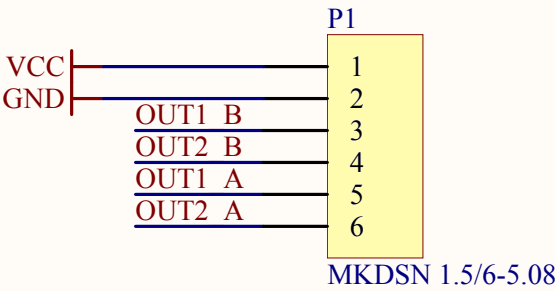 P1
VCC 1
GND 2
OUT1 B 3
OUT2 B 4
OUT1 A 5
OUT2 A 6
MKDSN 1.5/6-5.08